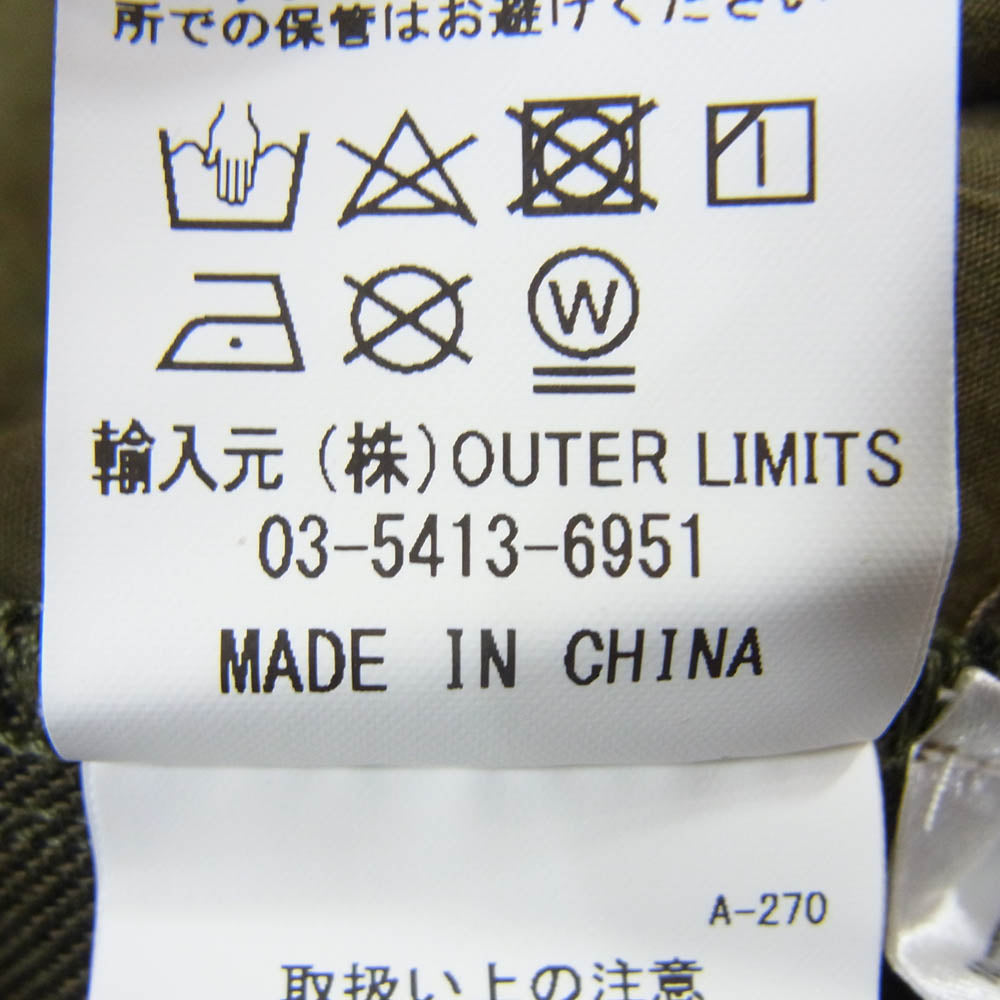 所での保管はお避けください
W
輸入元 (株)OUTER LIMITS
03-5413-6951
MADE IN CHINA
A-270
取扱い上の注意